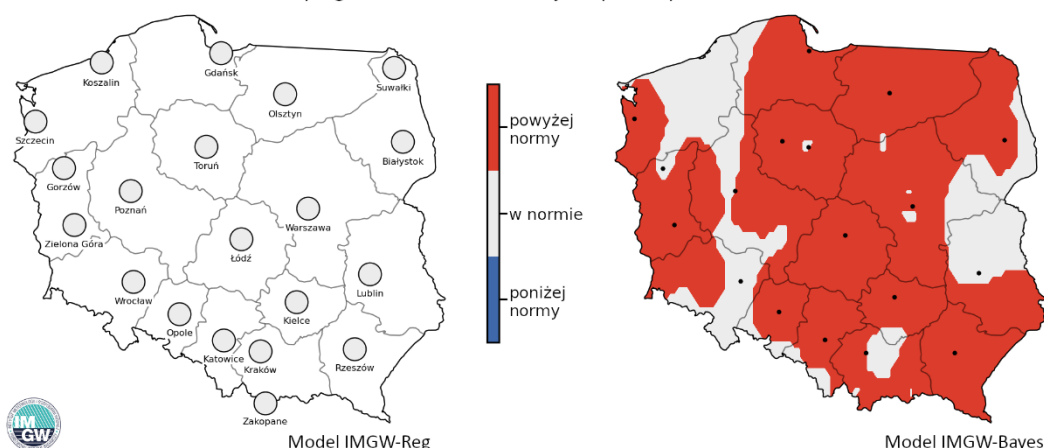 Koszalin
Gdańsk
Suwałki
Olsztyn
Szczecin
Białystok
Toruń
Gorzów
Poznań
Warszawa
Zielona Góra
Łódź
Wrocław
Lublin
Opole
Kielce
Katowice
Kraków
Rzeszów
Zakopane
powyżej
normy
w normie
poniżej
normy
IM
GW
Model IMGW-Reg
Model IMGW-Bayes